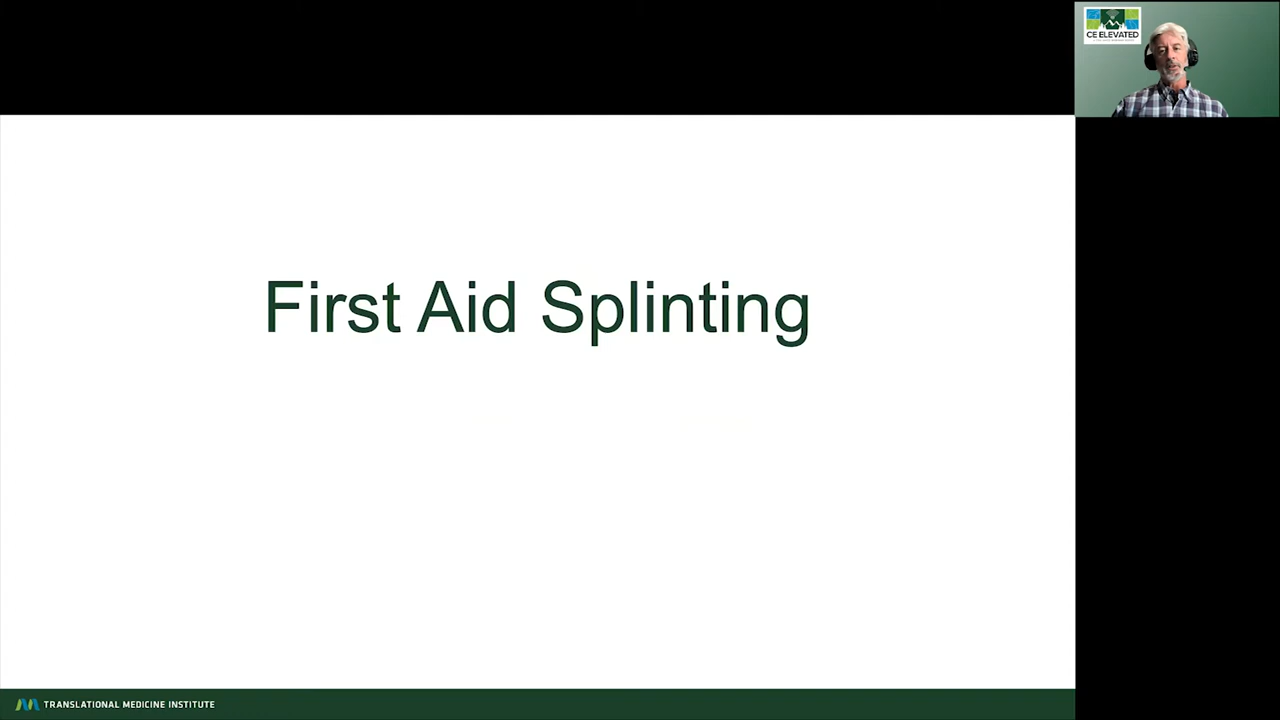 CE ELEVATED
First Aid Splinting
TRANSLATIONAL MEDICINE INSTITUTE